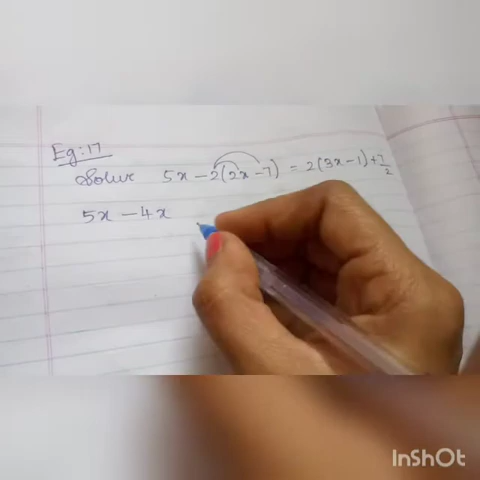 Eg:17
Solve 5x - 2(2x - 7) = 2(3x - 1) + 7/2
5x - 4x
InShOt